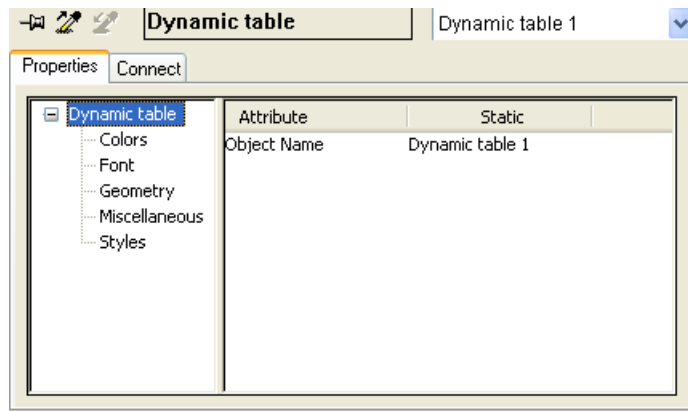 Dynamic table Dynamic table 1
Properties Connect
Dynamic table Attribute Static
Colors Object Name Dynamic table 1
Font
Geometry
Miscellaneous
Styles